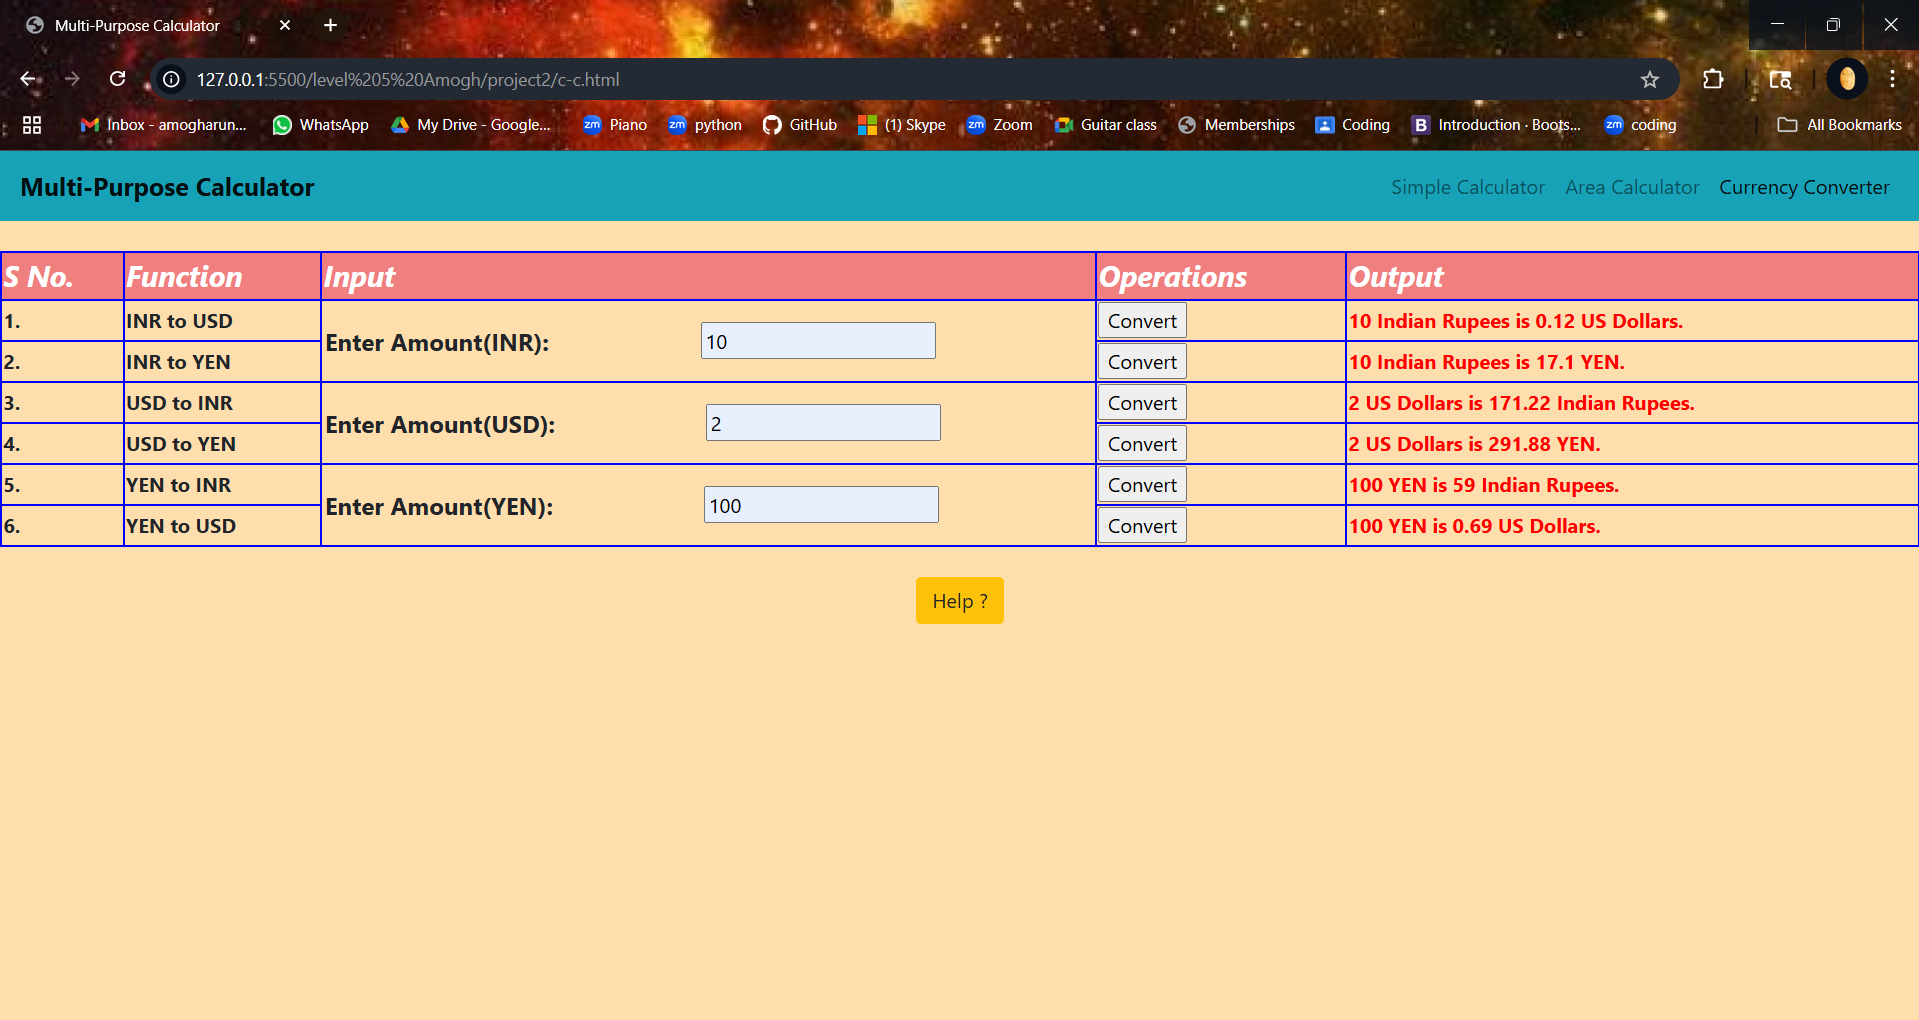 Multi-Purpose Calculator
127.0.0.1:5500/level%205%20Amogh/project2/c-c.html
Inbox - amogharun... WhatsApp My Drive - Google... zm Piano zm python GitHub (1) Skype zm Zoom Guitar class Memberships Coding B Introduction · Boots... zm coding All Bookmarks
Multi-Purpose Calculator Simple Calculator Area Calculator Currency Converter
S No. Function Input Operations Output
1. INR to USD Enter Amount(INR): 10 Convert 10 Indian Rupees is 0.12 US Dollars.
2. INR to YEN Convert 10 Indian Rupees is 17.1 YEN.
3. USD to INR Enter Amount(USD): 2 Convert 2 US Dollars is 171.22 Indian Rupees.
4. USD to YEN Convert 2 US Dollars is 291.88 YEN.
5. YEN to INR Enter Amount(YEN): 100 Convert 100 YEN is 59 Indian Rupees.
6. YEN to USD Convert 100 YEN is 0.69 US Dollars.
Help ?